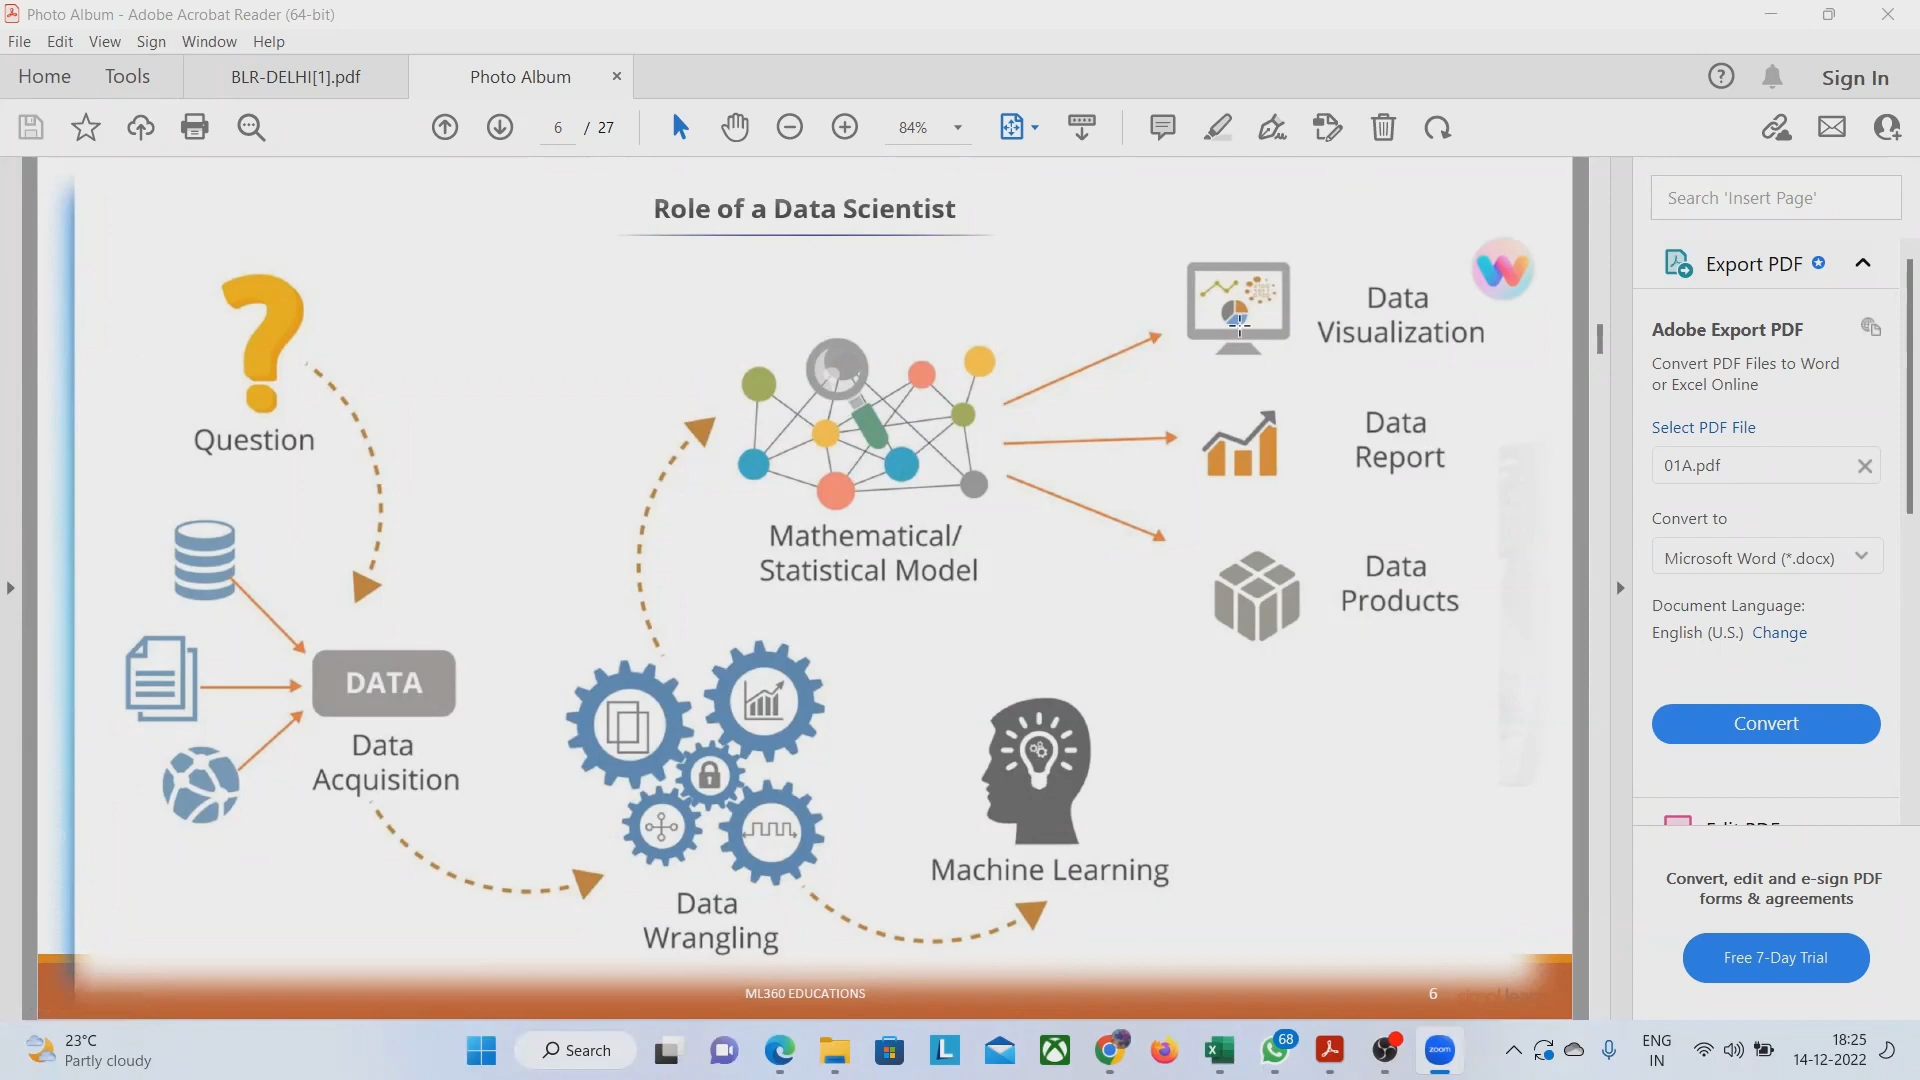 Photo Album - Adobe Acrobat Reader (64-bit)
File Edit View Sign Window Help
Home Tools BLR-DELHI[1].pdf Photo Album Sign In
6 / 27 84%
Role of a Data Scientist
Question
DATA
Data
Acquisition
Data
Wrangling
Mathematical/
Statistical Model
Machine Learning
Data
Visualization
Data
Report
Data
Products
ML360 EDUCATIONS
6
Search 'Insert Page'
Export PDF
Adobe Export PDF
Convert PDF Files to Word
or Excel Online
Select PDF File
01A.pdf
Convert to
Microsoft Word (*.docx)
Document Language:
English (U.S.) Change
Convert
Convert, edit and e-sign PDF
forms & agreements
Free 7-Day Trial
23°C
Partly cloudy
Search
68
zoom
ENG
IN
18:25
14-12-2022